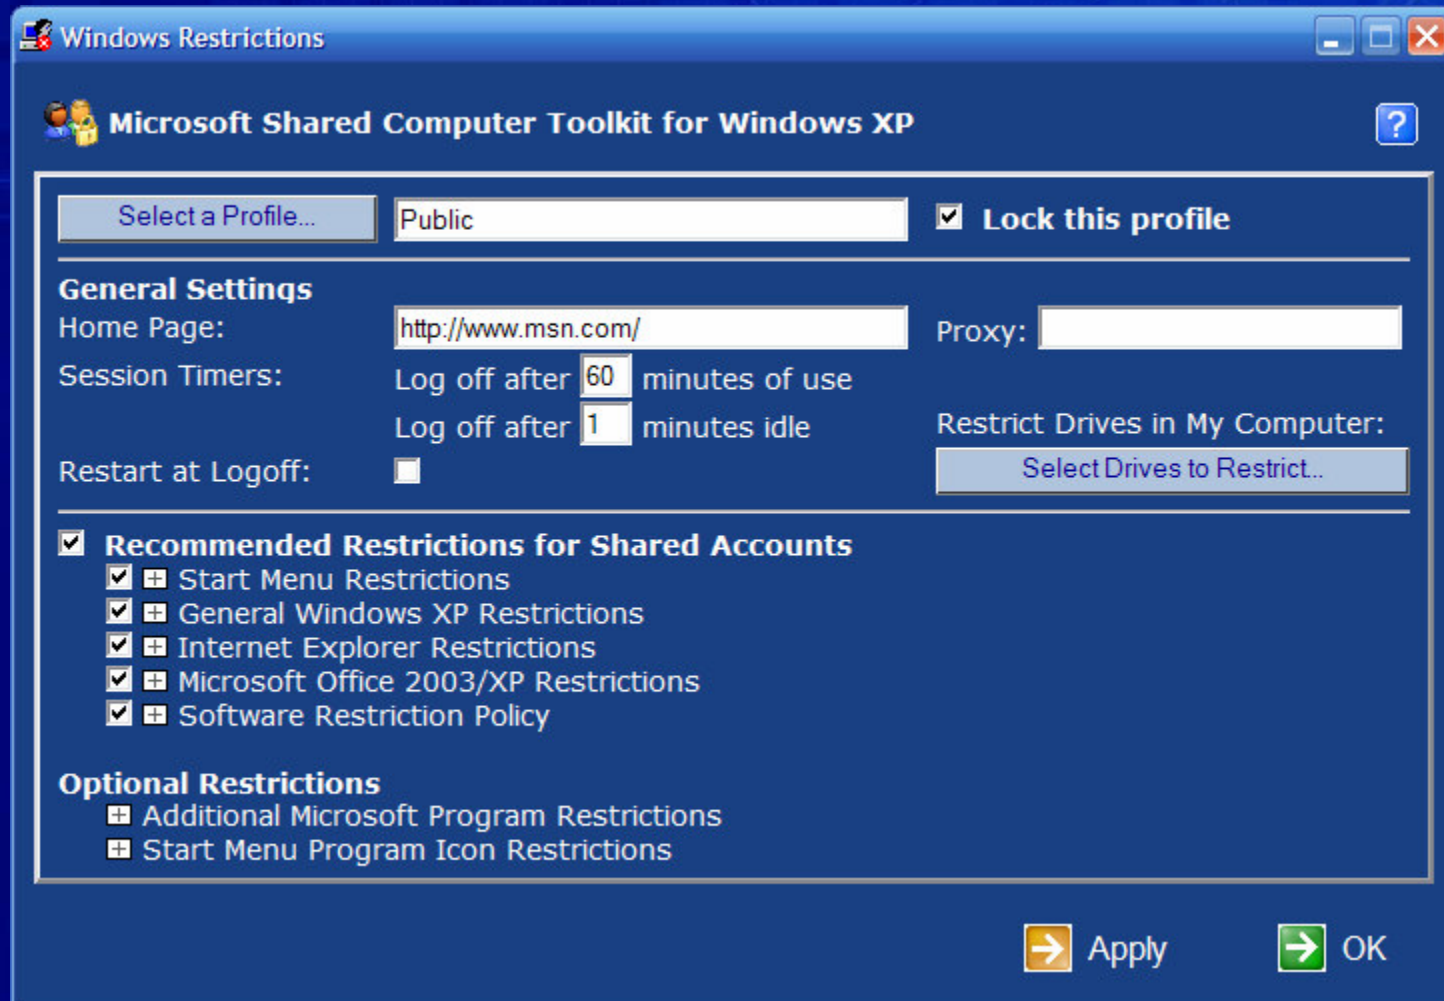 Windows Restrictions
Microsoft Shared Computer Toolkit for Windows XP
?
Select a Profile... Public Lock this profile
General Settings
Home Page: http://www.msn.com/ Proxy:
Session Timers: Log off after 60 minutes of use
Log off after 1 minutes idle Restrict Drives in My Computer:
Restart at Logoff: Select Drives to Restrict...
Recommended Restrictions for Shared Accounts
Start Menu Restrictions
General Windows XP Restrictions
Internet Explorer Restrictions
Microsoft Office 2003/XP Restrictions
Software Restriction Policy
Optional Restrictions
Additional Microsoft Program Restrictions
Start Menu Program Icon Restrictions
Apply OK